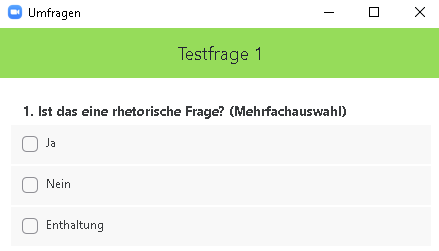 Umfragen
Testfrage 1
1. Ist das eine rhetorische Frage? (Mehrfachauswahl)
Ja
Nein
Enthaltung